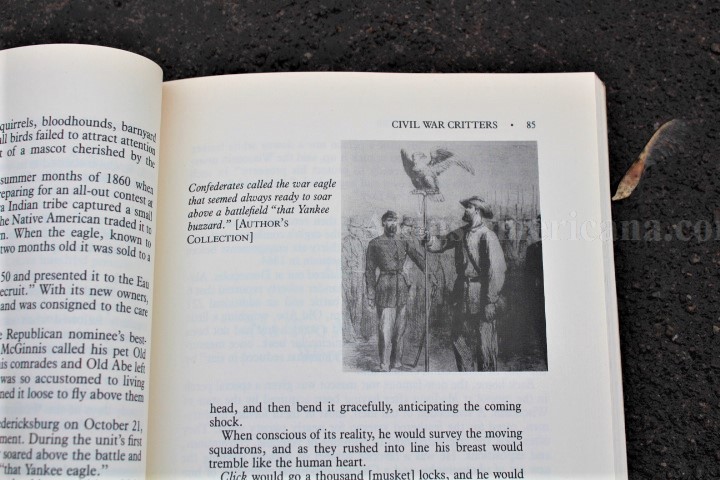 quirrels, bloodhounds, barnyard
ll birds failed to attract attention
t of a mascot cherished by the
summer months of 1860 when
reparing for an all-out contest at
a Indian tribe captured a small
he Native American traded it to
n. When the eagle, known to
two months old it was sold to a
50 and presented it to the Eau
ecruit." With its new owners,
and was consigned to the care
e Republican nominee's best-
McGinnis called his pet Old
is comrades and Old Abe left
was so accustomed to living
ned it loose to fly above them
edericksburg on October 21,
ment. During the unit's first
soared above the battle and
"that Yankee eagle."
CIVIL WAR CRITTERS • 85
Confederates called the war eagle
that seemed always ready to soar
above a battlefield "that Yankee
buzzard." [AUTHOR'S
COLLECTION]
head, and then bend it gracefully, anticipating the coming
shock.
When conscious of its reality, he would survey the moving
squadrons, and as they rushed into line his breast would
tremble like the human heart.
Click would go a thousand [musket] locks, and he would